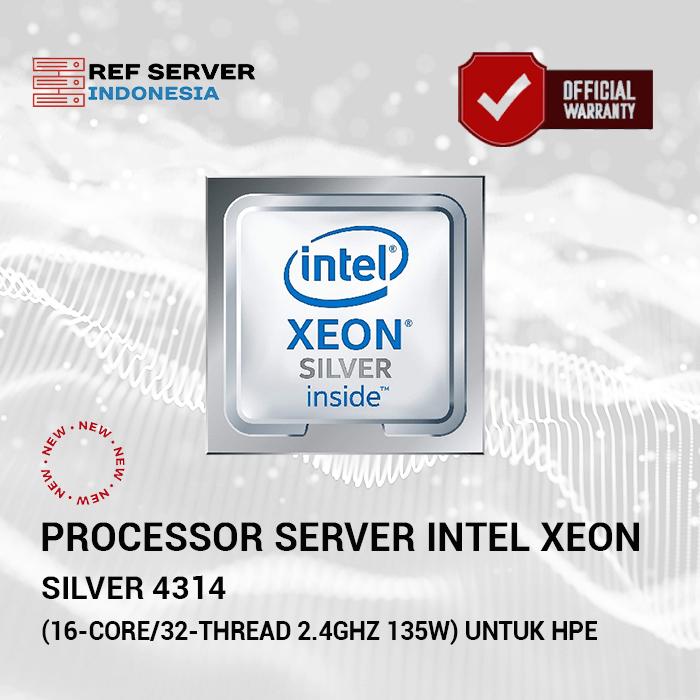 REF SERVER
INDONESIA
OFFICIAL
WARRANTY
intel®
XEON®
SILVER
inside™
NEW • NEW • NEW • NEW • NEW •
PROCESSOR SERVER INTEL XEON
SILVER 4314
(16-CORE/32-THREAD 2.4GHZ 135W) UNTUK HPE